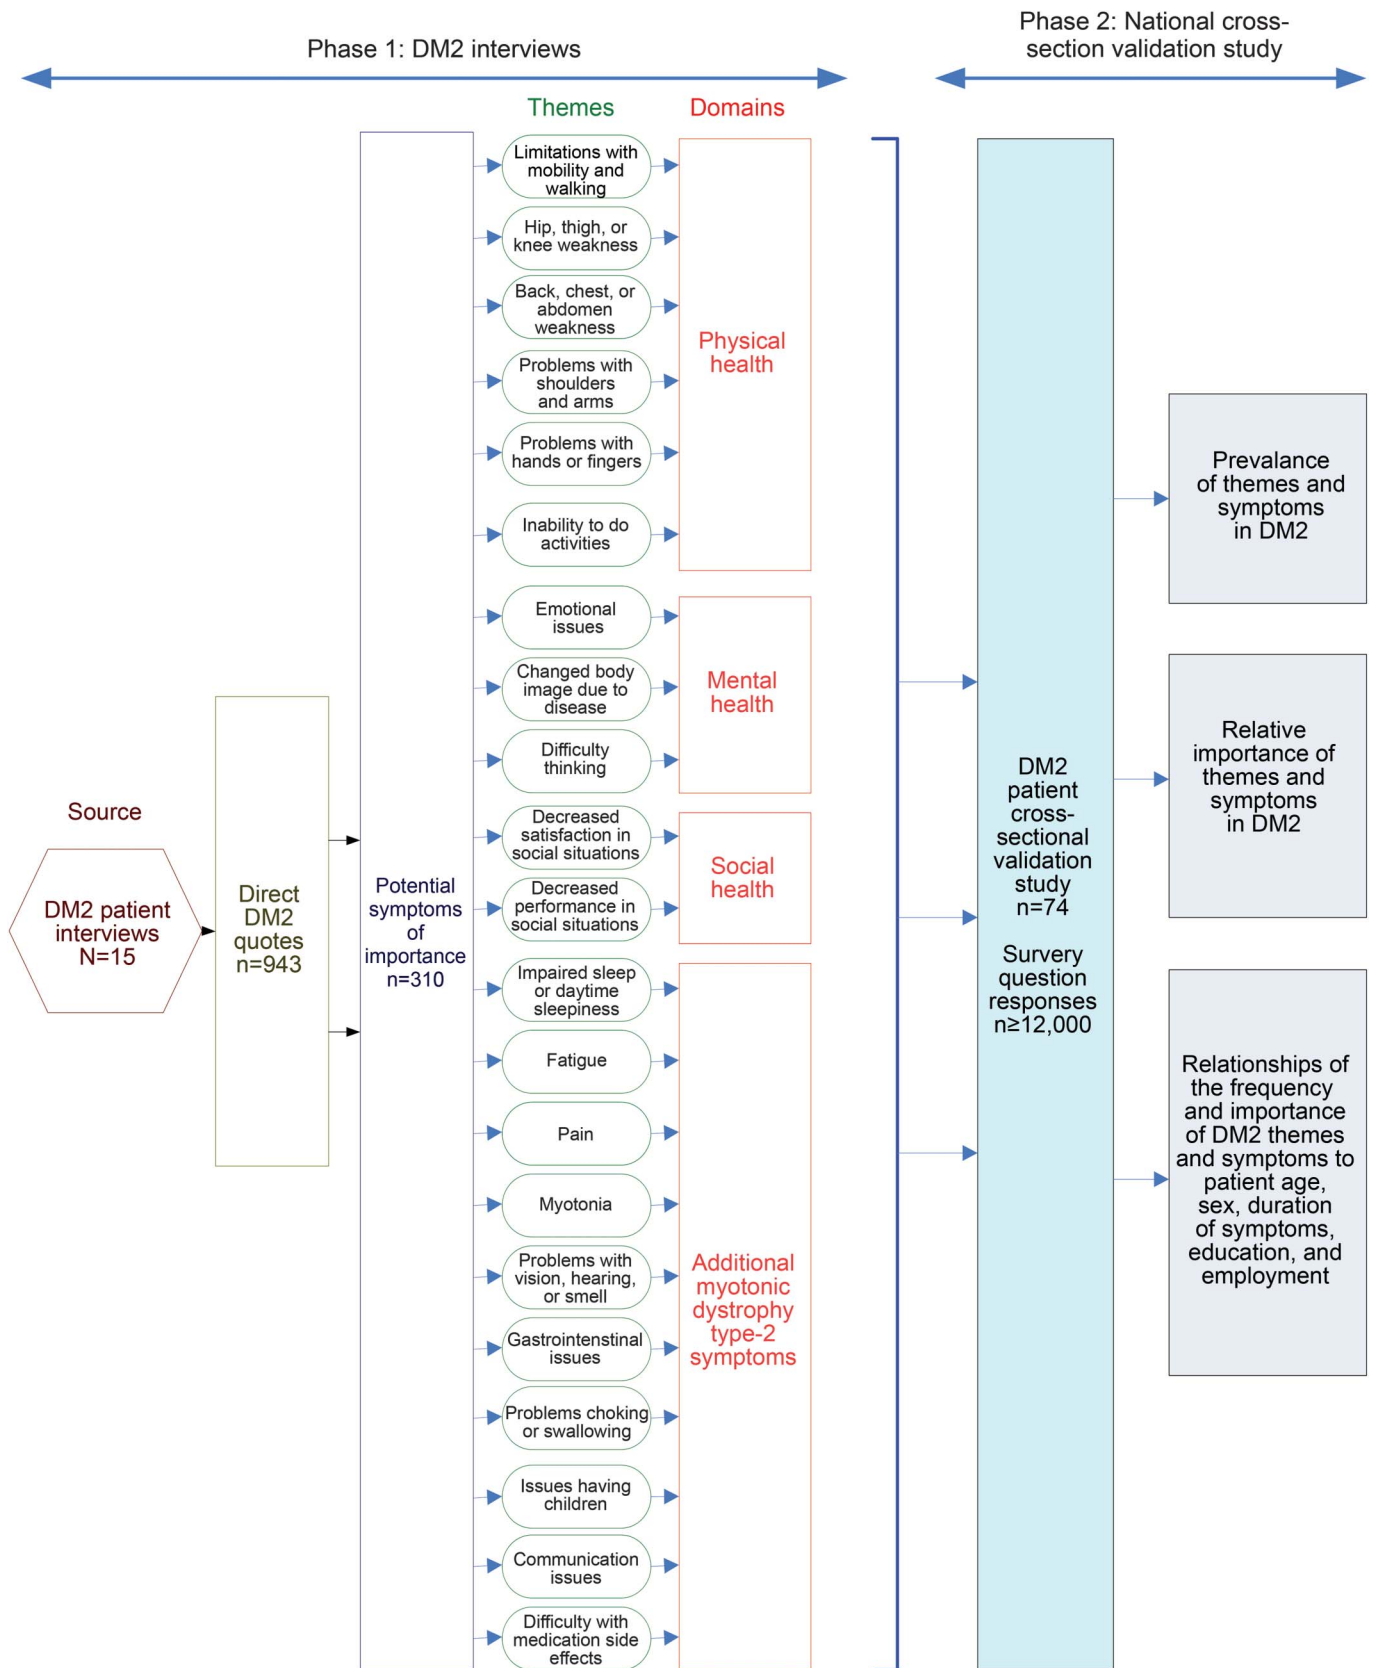 Phase 1: DM2 interviews
Phase 2: National cross-
section validation study
Themes
Domains
Source
DM2 patient
interviews
N=15
Direct
DM2
quotes
n=943
Potential
symptoms
of
importance
n=310
Limitations with
mobility and
walking
Hip, thigh, or
knee weakness
Back, chest, or
abdomen
weakness
Problems with
shoulders
and arms
Problems with
hands or fingers
Inability to do
activities
Physical
health
Emotional
issues
Changed body
image due to
disease
Difficulty
thinking
Mental
health
Decreased
satisfaction in
social situations
Decreased
performance in
social situations
Social
health
Impaired sleep
or daytime
sleepiness
Fatigue
Pain
Myotonia
Problems with
vision, hearing,
or smell
Gastrointenstinal
issues
Problems choking
or swallowing
Issues having
children
Communication
issues
Difficulty with
medication side
effects
Additional
myotonic
dystrophy
type-2
symptoms
DM2
patient
cross-
sectional
validation
study
n=74
Survery
question
responses
n≥12,000
Prevalance
of themes and
symptoms
in DM2
Relative
importance of
themes and
symptoms
in DM2
Relationships of
the frequency
and importance
of DM2 themes
and symptoms to
patient age,
sex, duration
of symptoms,
education, and
employment